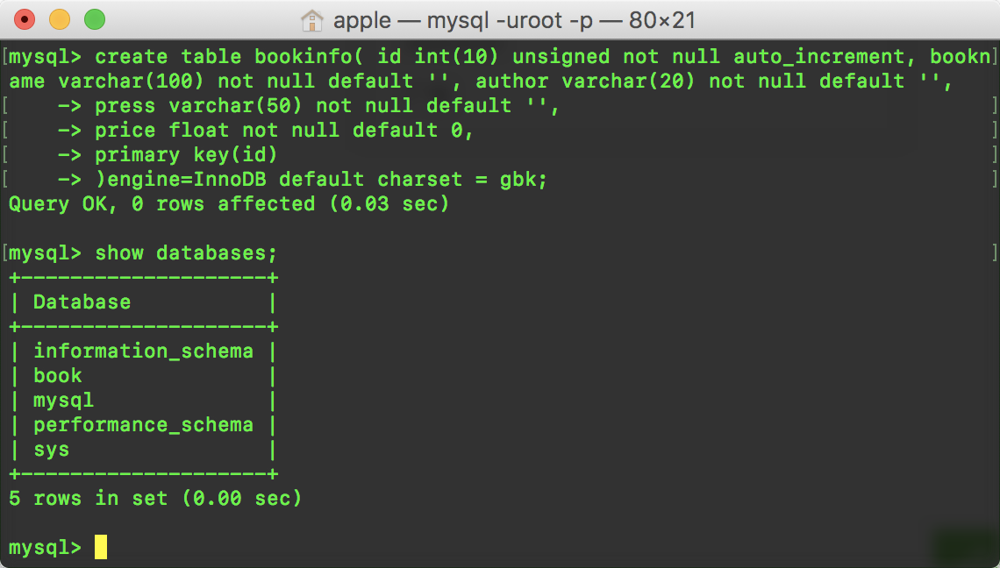 apple — mysql -uroot -p — 80×21
[mysql> create table bookinfo( id int(10) unsigned not null auto_increment, bookn]
ame varchar(100) not null default '', author varchar(20) not null default '',
[    -> press varchar(50) not null default '',                                   ]
[    -> price float not null default 0,                                          ]
[    -> primary key(id)                                                          ]
[    -> )engine=InnoDB default charset = gbk;                                    ]
Query OK, 0 rows affected (0.03 sec)

[mysql> show databases;                                                          ]
+--------------------+
| Database           |
+--------------------+
| information_schema |
| book               |
| mysql              |
| performance_schema |
| sys                |
+--------------------+
5 rows in set (0.00 sec)

mysql>